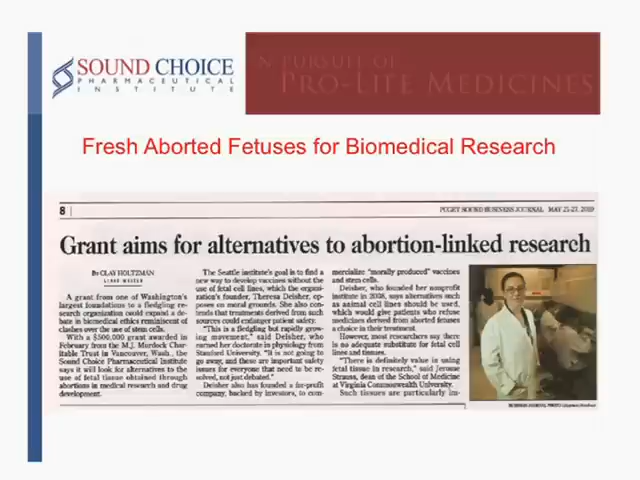 SOUND CHOICE
PHARMACEUTICAL
INSTITUTE
IN PURSUIT OF
PRO-LIFE MEDICINES
Fresh Aborted Fetuses for Biomedical Research
8
PUGET SOUND BUSINESS JOURNAL MAY 21-27,
Grant aims for alternatives to abortion-linked research
By CLAY HOLTZMAN
STAFF WRITER
A grant from one of Washington's
largest foundations to a fledgling re-
search organization could expand a de-
bate in biomedical ethics reminiscent of
clashes over the use of stem cells.
With a $500,000 grant awarded in
February from the M.J. Murdock Char-
itable Trust in Vancouver, Wash., the
Sound Choice Pharmaceutical Institute
says it will look for alternatives to the
use of fetal tissue obtained through
abortions in medical research and drug
development.
The Seattle institute's goal is to find a
new way to develop vaccines without the
use of fetal cell lines, which the organi-
zation's founder, Theresa Deisher, op-
poses on moral grounds. She also con-
tends that treatments derived from such
sources could endanger patient safety.
"This is a fledgling but rapidly grow-
ing movement," said Deisher, who
earned her doctorate in physiology from
Stanford University. "It is not going to
go away, and these are important safety
issues for everyone that need to be re-
solved, not just debated."
Deisher also has founded a for-profit
company, backed by investors, to com-
mercialize "morally produced" vaccines
and stem cells.
Deisher, who founded her nonprofit
institute in 2008, says alternatives such
as animal cell lines should be used,
which would give patients who refuse
medicines derived from aborted fetuses
a choice in their treatment.
However, most researchers say there
is no adequate substitute for fetal cell
lines and tissues.
"There is definitely value in using
fetal tissue in research," said Jerome
Strauss, dean of the School of Medicine
at Virginia Commonwealth University.
Such tissues are particularly im-
BUSINESS JOURNAL PHOTO